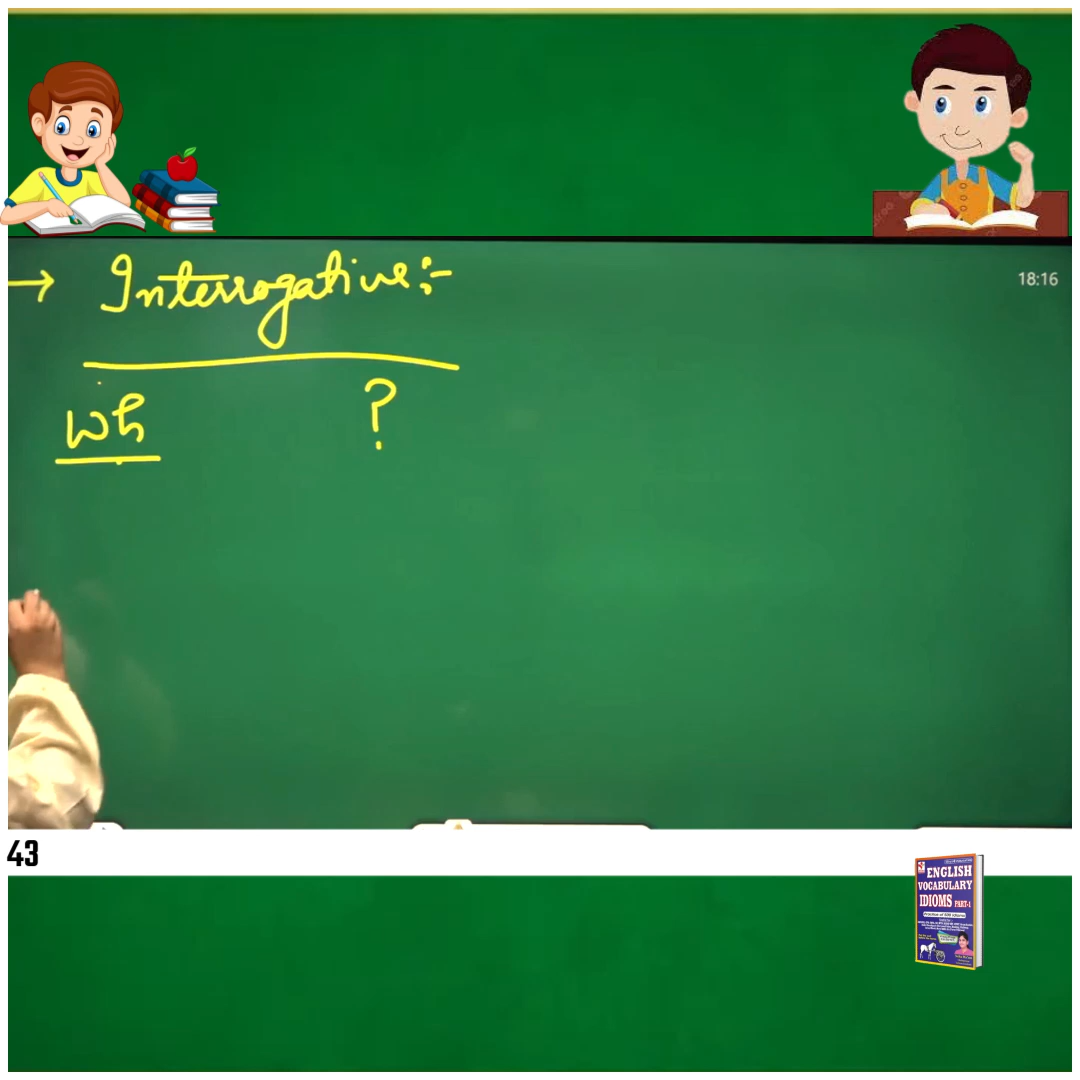 → Interrogative:-
18:16
Wh ?
43
ENGLISH
VOCABULARY
IDIOMS PART-1